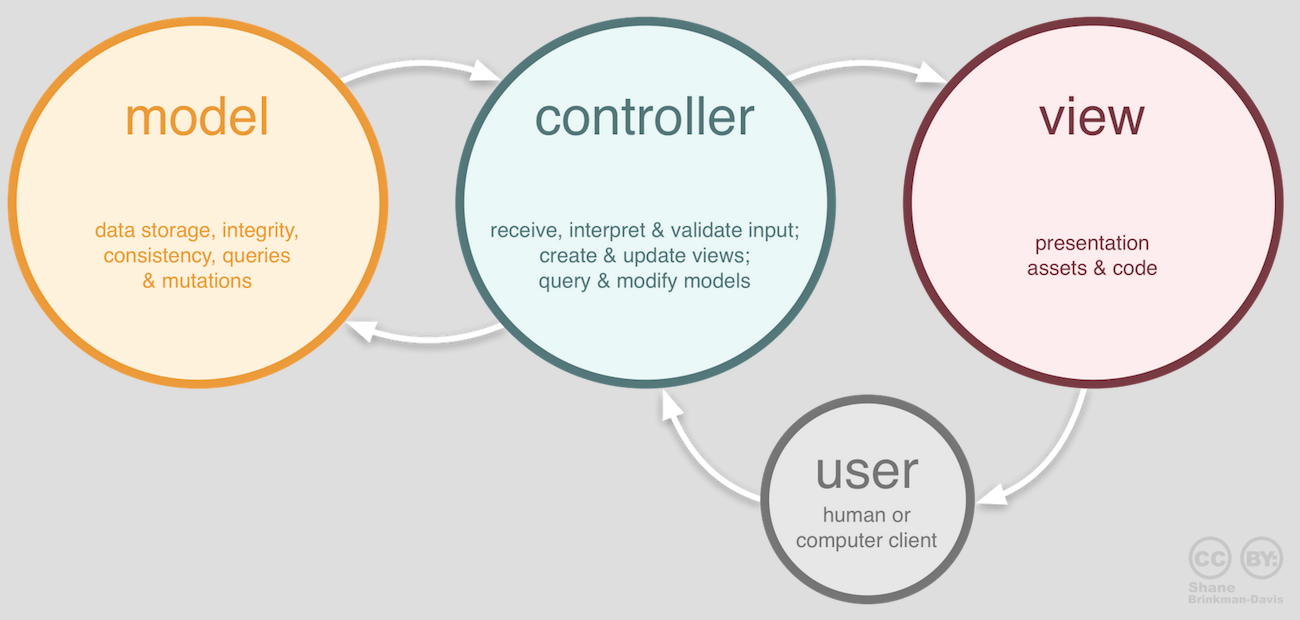 model
data storage, integrity,
consistency, queries
& mutations
controller
receive, interpret & validate input;
create & update views;
query & modify models
view
presentation
assets & code
user
human or
computer client
CC BY:
Shane
Brinkman-Davis